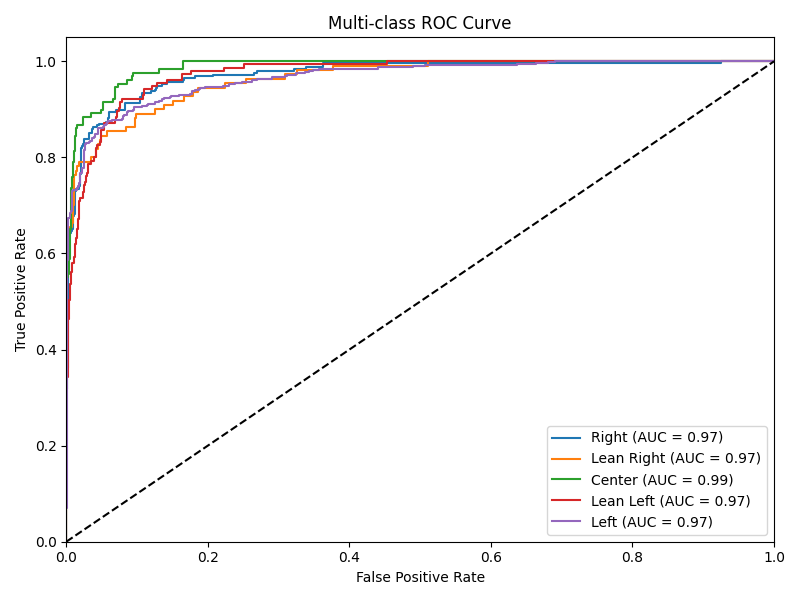 Multi-class ROC Curve
True Positive Rate
1.0
0.8
0.6
0.4
0.2
0.0
Right (AUC = 0.97)
Lean Right (AUC = 0.97)
Center (AUC = 0.99)
Lean Left (AUC = 0.97)
Left (AUC = 0.97)
0.0 0.2 0.4 0.6 0.8 1.0
False Positive Rate